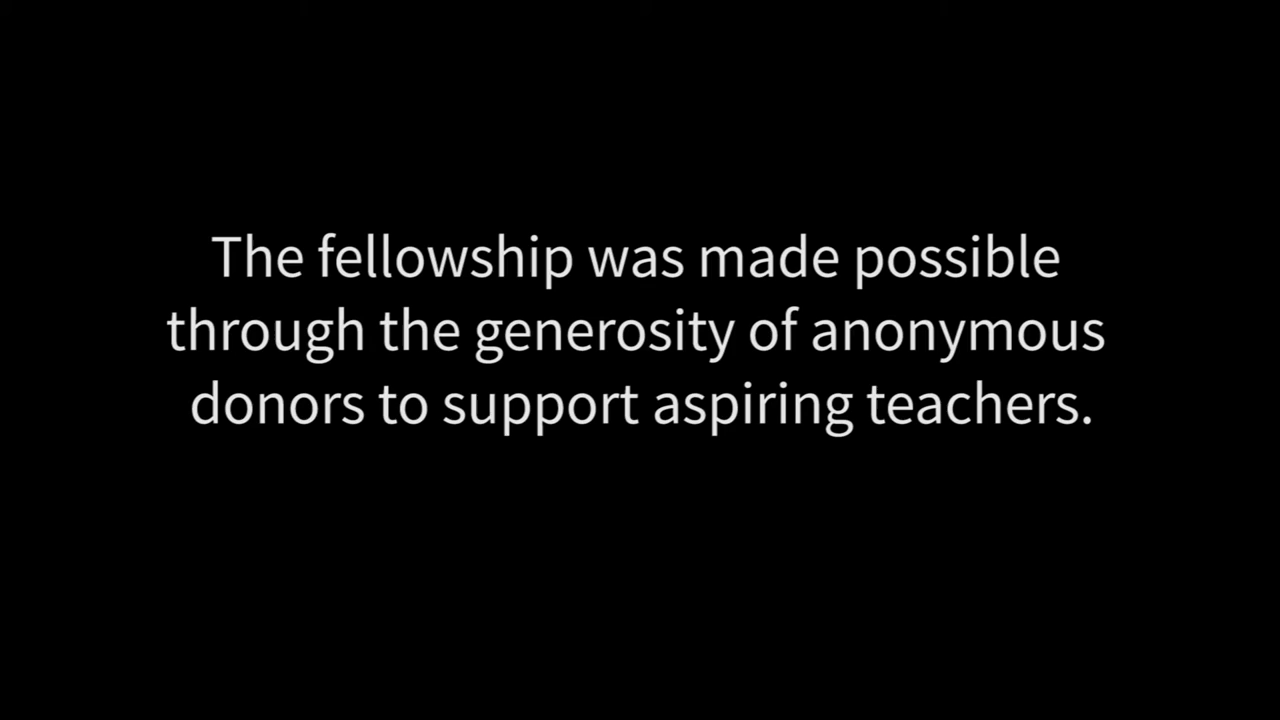 The fellowship was made possible
through the generosity of anonymous
donors to support aspiring teachers.